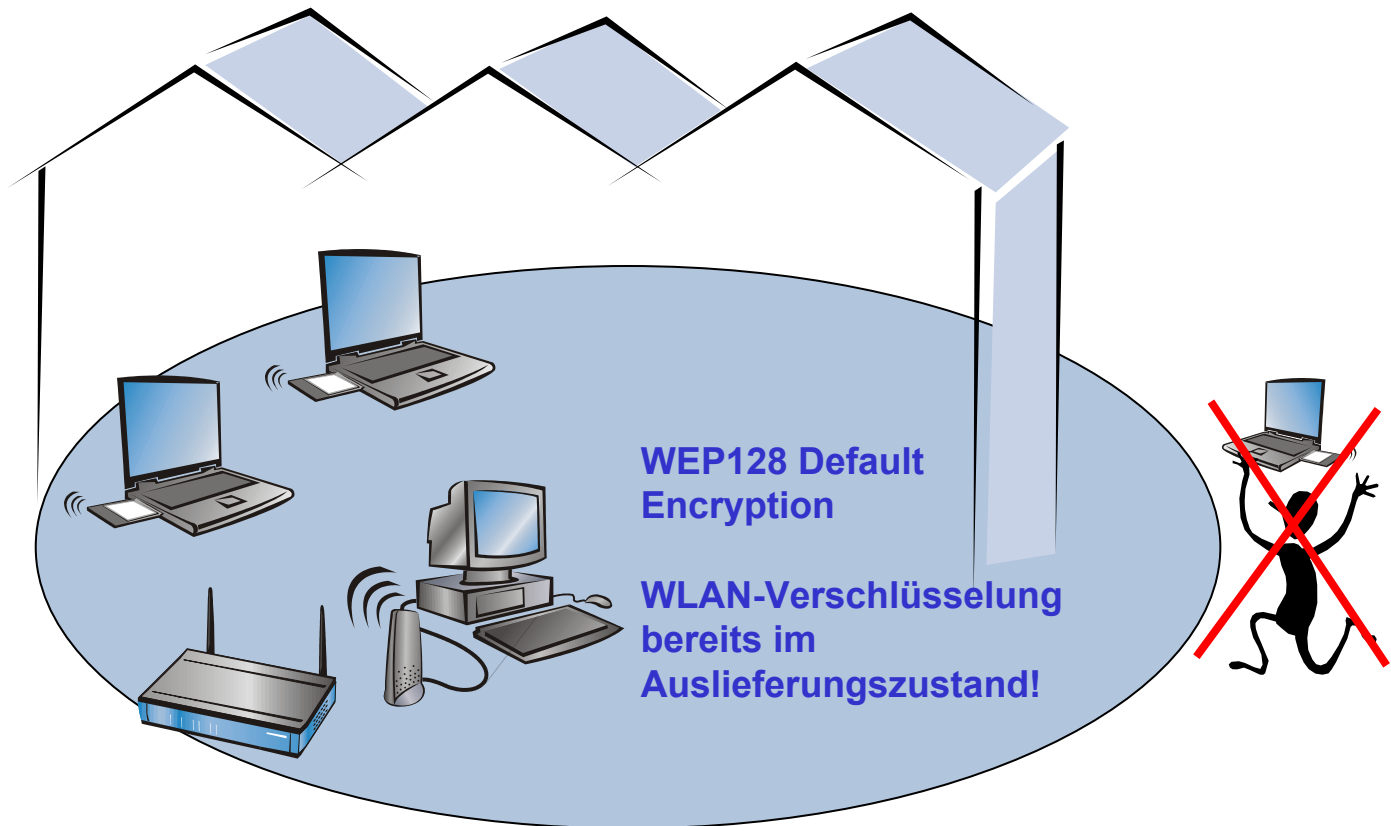 WEP128 Default
Encryption
WLAN-Verschlüsselung
bereits im
Auslieferungszustand!